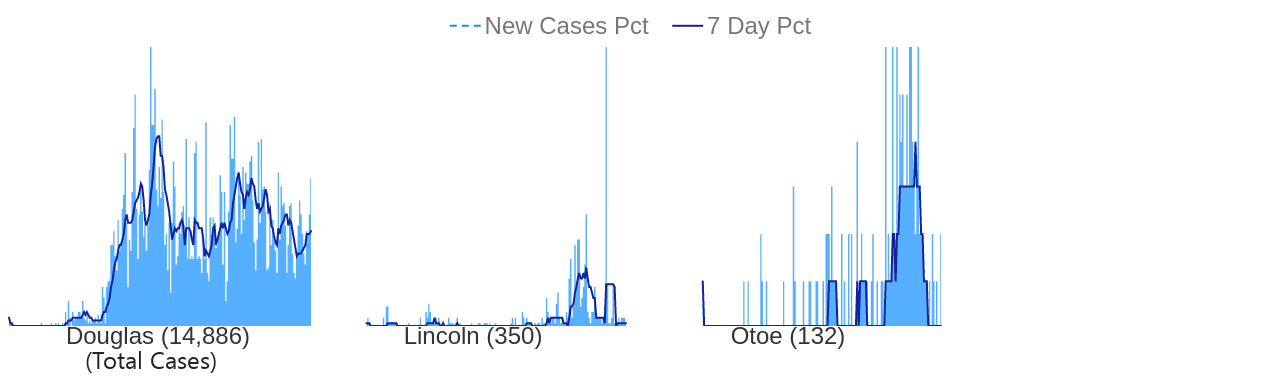 New Cases Pct 7 Day Pct
Douglas (14,886) Lincoln (350) Otoe (132)
(Total Cases)